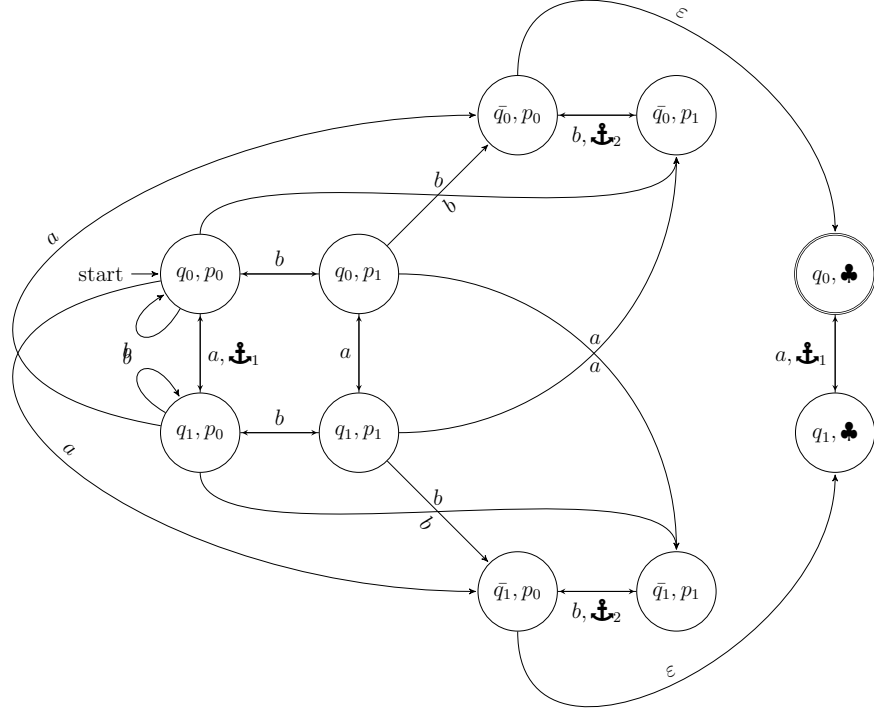 ε
q̄₀, p₀
q̄₀, p₁
b, ⚓₂
b
b
a
start
q₀, p₀
b
q₀, p₁
q₀, ♣
a, ⚓₁
a
a
a
a, ⚓₁
b
b
q₁, p₀
b
q₁, p₁
q₁, ♣
a
b
b
q̄₁, p₀
q̄₁, p₁
b, ⚓₂
ε